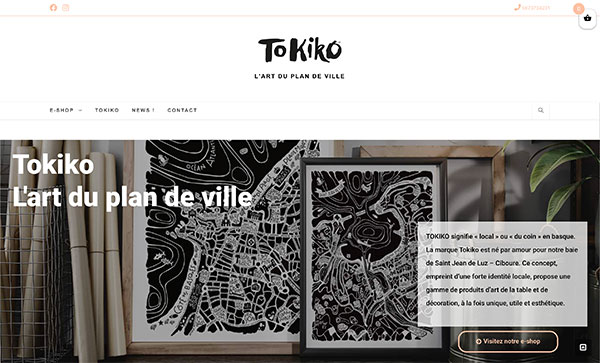 TOKIKO
L'ART DU PLAN DE VILLE
E-SHOP
TOKIKO
NEWS !
CONTACT
Tokiko
L'art du plan de ville
OCÉAN ATLANT
TOKIKO signifie « local » ou « du coin » en basque.
La marque Tokiko est né par amour pour notre baie
de Saint Jean de Luz – Ciboure. Ce concept,
empreint d'une forte identité locale, propose une
gamme de produits d'art de la table et de
décoration, à la fois unique, utile et esthétique.
Visitez notre e-shop